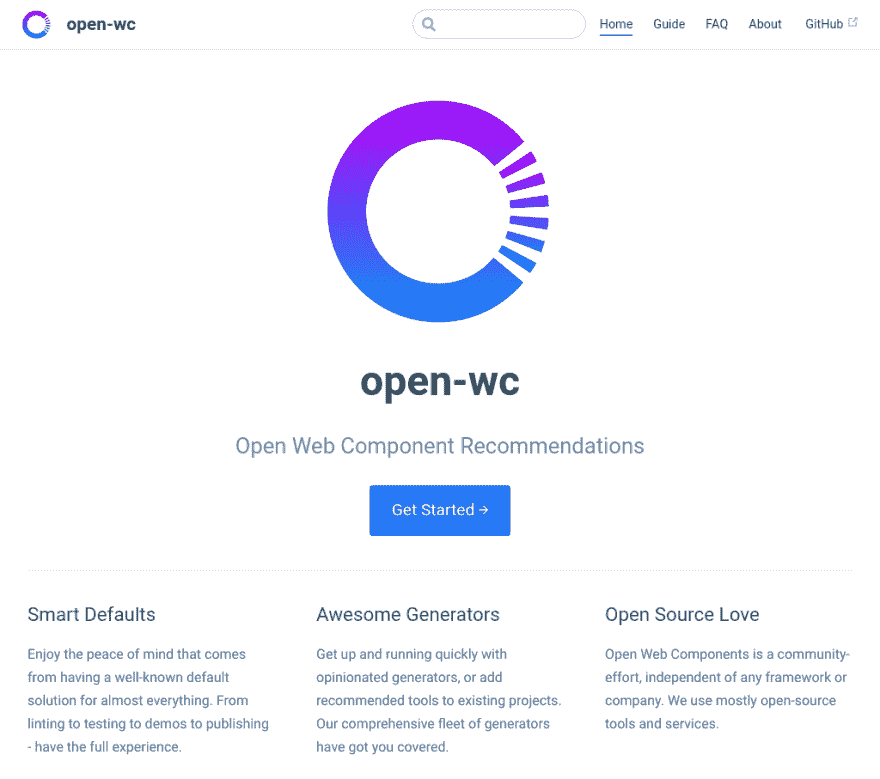 open-wc
Home Guide FAQ About GitHub
open-wc
Open Web Component Recommendations
Get Started →
Smart Defaults
Enjoy the peace of mind that comes
from having a well-known default
solution for almost everything. From
linting to testing to demos to publishing
- have the full experience.
Awesome Generators
Get up and running quickly with
opinionated generators, or add
recommended tools to existing projects.
Our comprehensive fleet of generators
have got you covered.
Open Source Love
Open Web Components is a community-
effort, independent of any framework or
company. We use mostly open-source
tools and services.